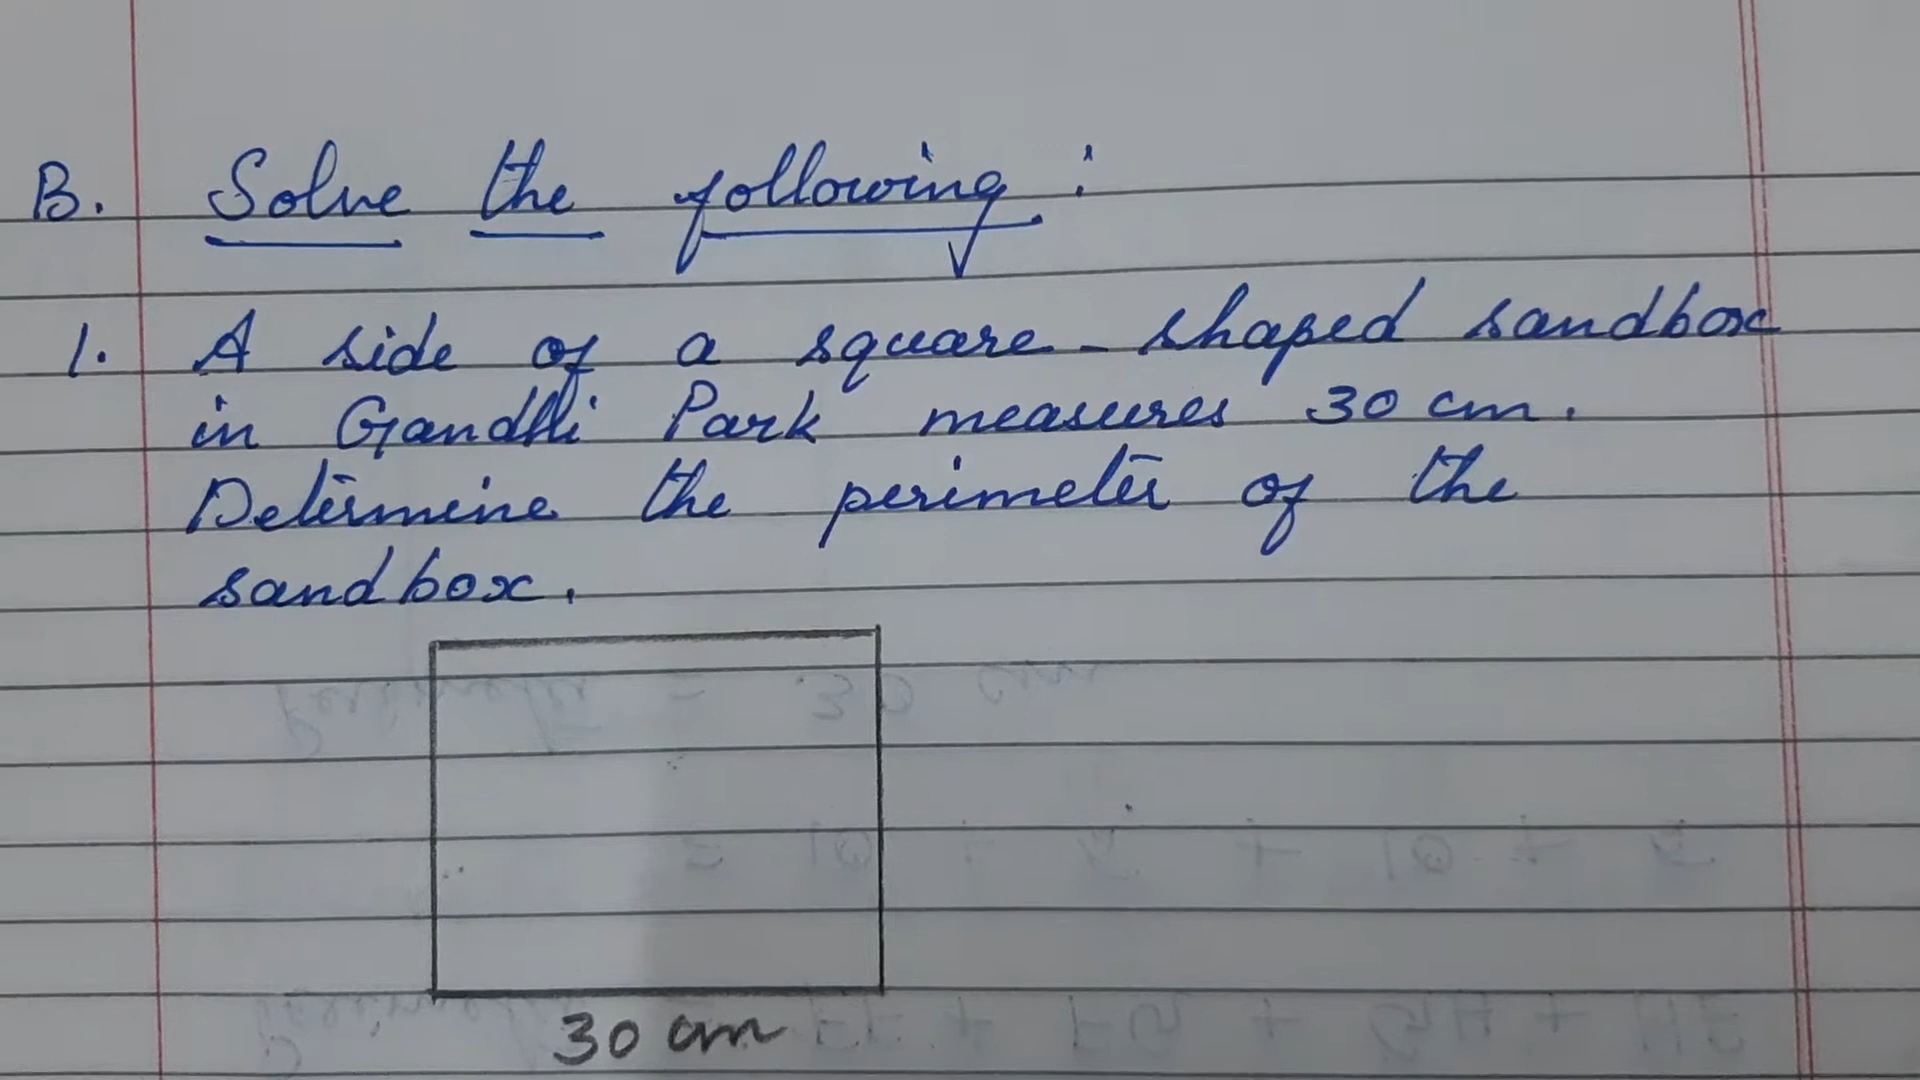 B. Solve the following :
1. A side of a square-shaped sandbox
in Gandhi Park measures 30 cm.
Determine the perimeter of the
sandbox.
30 cm